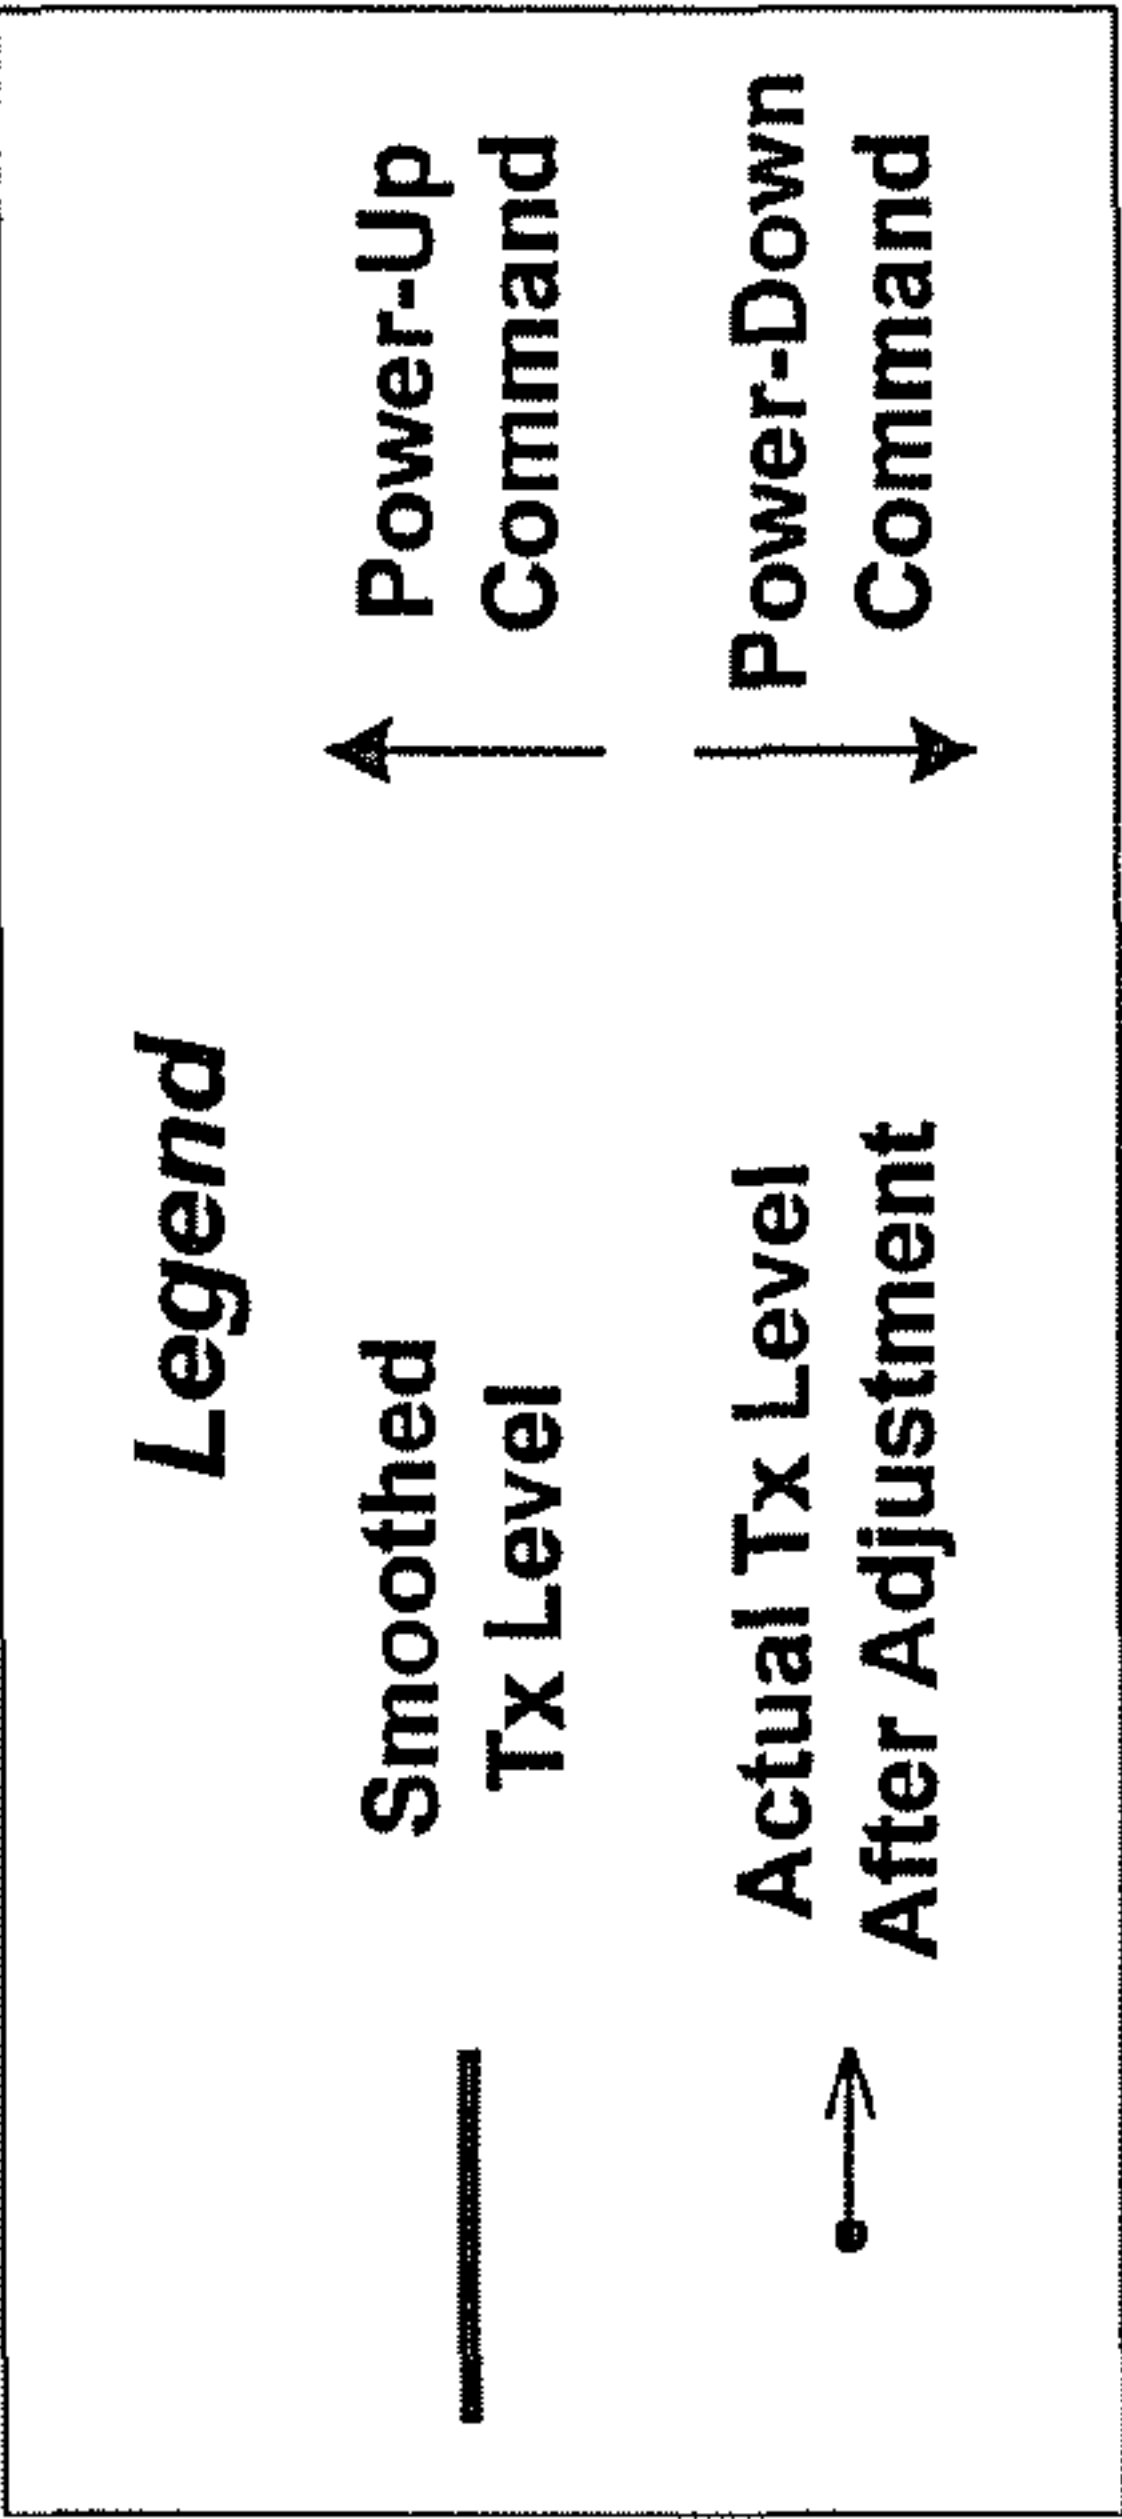 Legend
Smoothed
Tx Level
Actual Tx Level
After Adjustment
Power-Up
Command
Power-Down
Command